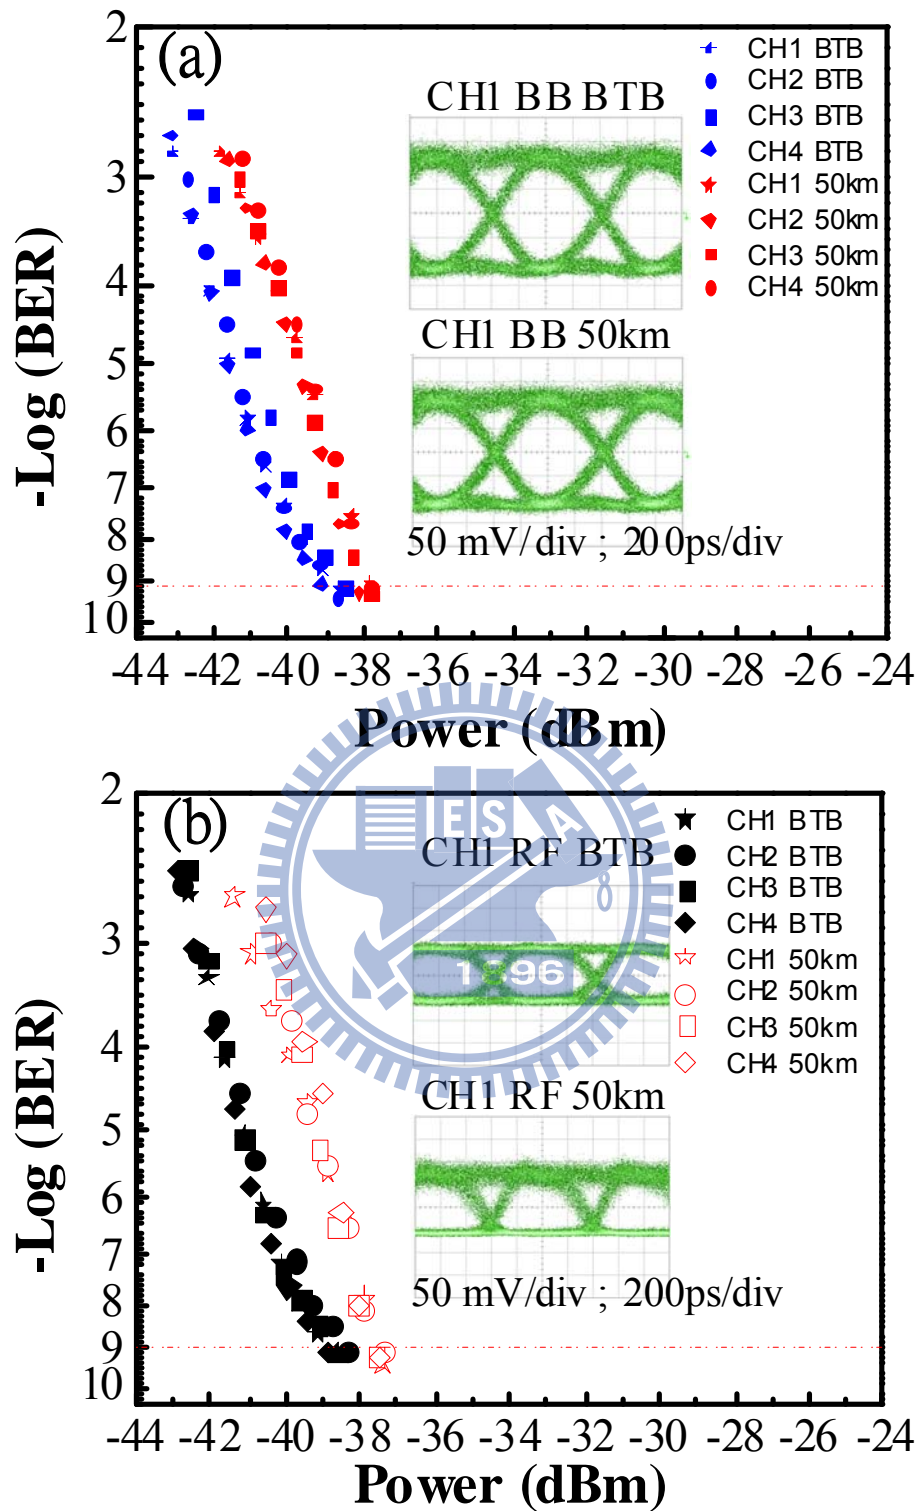 (a)
2
3
4
5
6
7
8
9
10
-Log (BER)
CH1 BTB
CH2 BTB
CH3 BTB
CH4 BTB
CH1 50km
CH2 50km
CH3 50km
CH4 50km
CH1 BB BTB
CH1 BB 50km
50 mV/div ; 200ps/div
-44 -42 -40 -38 -36 -34 -32 -30 -28 -26 -24
Power (dBm)
(b)
2
3
4
5
6
7
8
9
10
-Log (BER)
CH1 BTB
CH2 BTB
CH3 BTB
CH4 BTB
CH1 50km
CH2 50km
CH3 50km
CH4 50km
CH1 RF BTB
CH1 RF 50km
50 mV/div ; 200ps/div
ESA
8
1896
-44 -42 -40 -38 -36 -34 -32 -30 -28 -26 -24
Power (dBm)